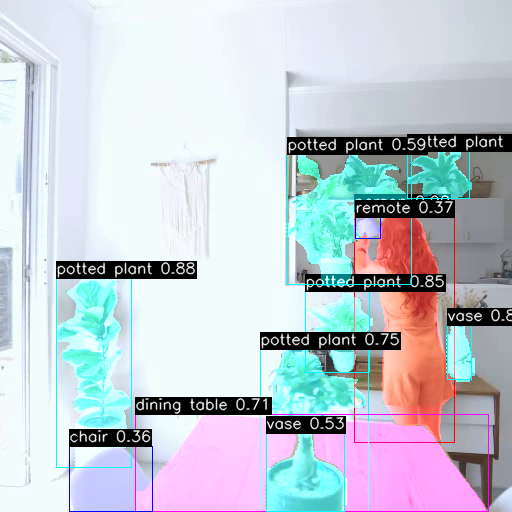 potted plant 0.59
tted plant
remote 0.37
potted plant 0.88
potted plant 0.85
vase 0.8
potted plant 0.75
dining table 0.71
vase 0.53
chair 0.36